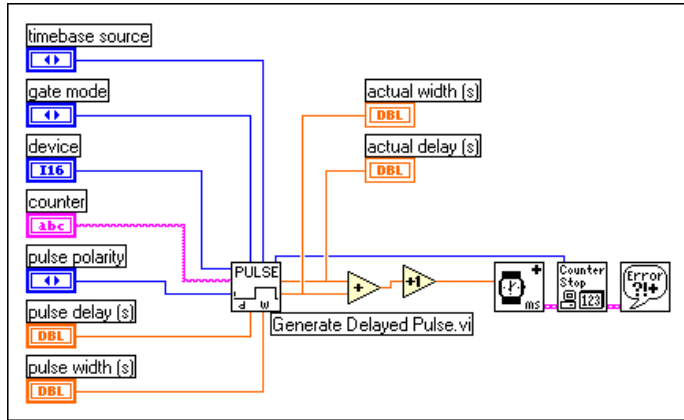 timebase source
gate mode
device
I16
counter
abc
pulse polarity
pulse delay (s)
DBL
pulse width (s)
DBL
actual width (s)
DBL
actual delay (s)
DBL
PULSE
d W
Generate Delayed Pulse.vi
+
+1
+
ms
Counter
Stop
123
Error
?!+